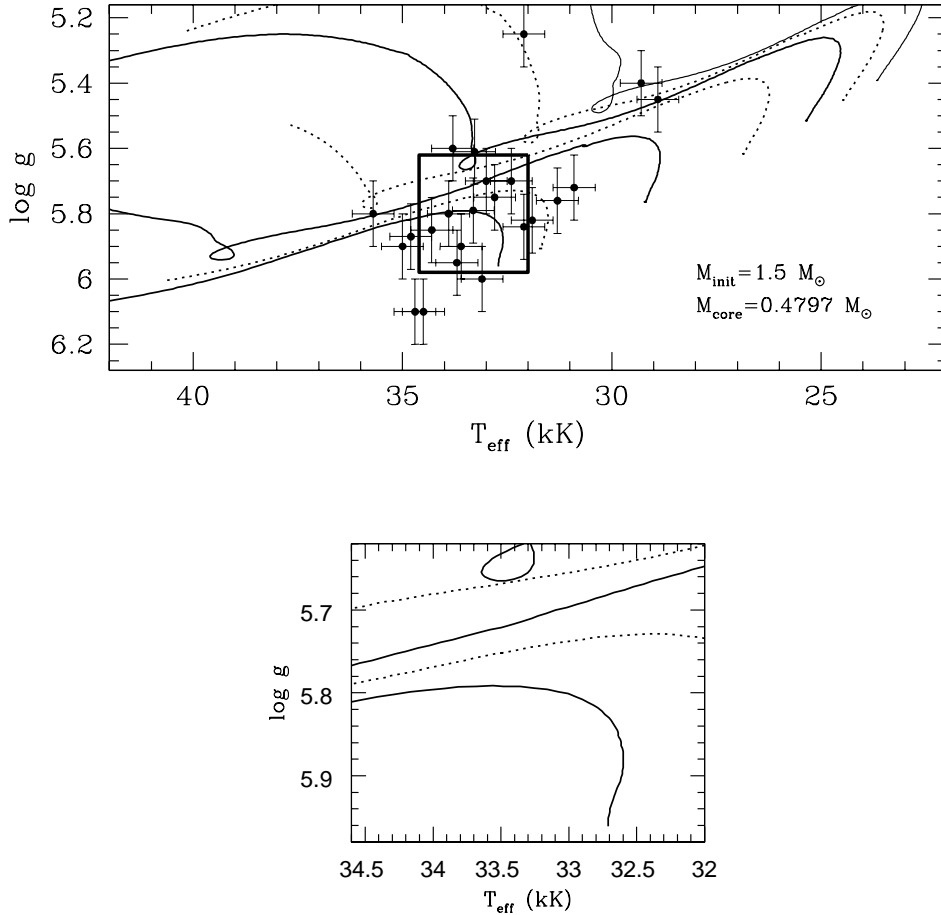 5.2
5.4
5.6
5.8
6
6.2
log g
M_init=1.5 M_⊙
M_core=0.4797 M_⊙
40 35 30 25
T_eff (kK)
5.7
5.8
5.9
log g
34.5 34 33.5 33 32.5 32
T_eff (kK)